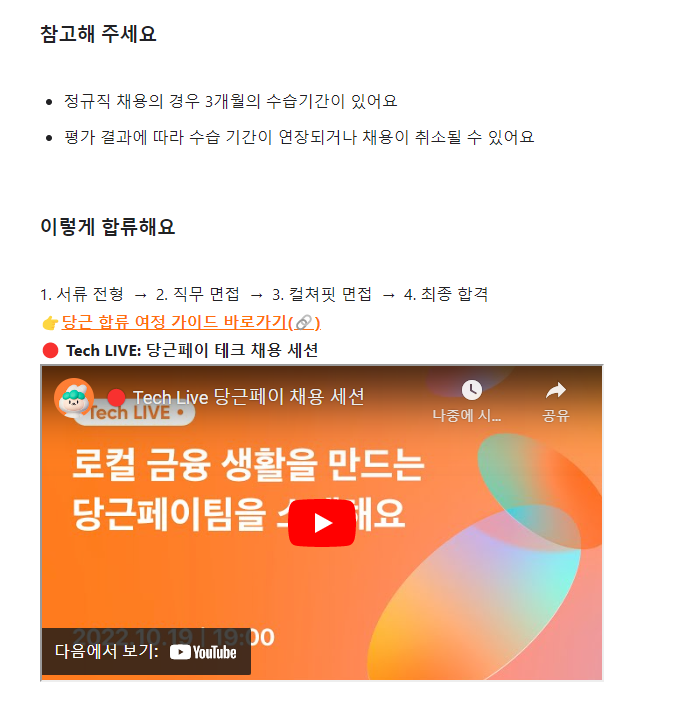 참고해 주세요
• 정규직 채용의 경우 3개월의 수습기간이 있어요
• 평가 결과에 따라 수습 기간이 연장되거나 채용이 취소될 수 있어요
이렇게 합류해요
1. 서류 전형 → 2. 직무 면접 → 3. 컬쳐핏 면접 → 4. 최종 합격
👉당근 합류 여정 가이드 바로가기(🔗)
🔴 Tech LIVE: 당근페이 테크 채용 세션
🔴 Tech Live 당근페이 채용 세션
나중에 시...
공유
Tech LIVE •
로컬 금융 생활을 만드는
당근페이팀을 해요
2022.10.19 | 19:00
다음에서 보기: YouTube